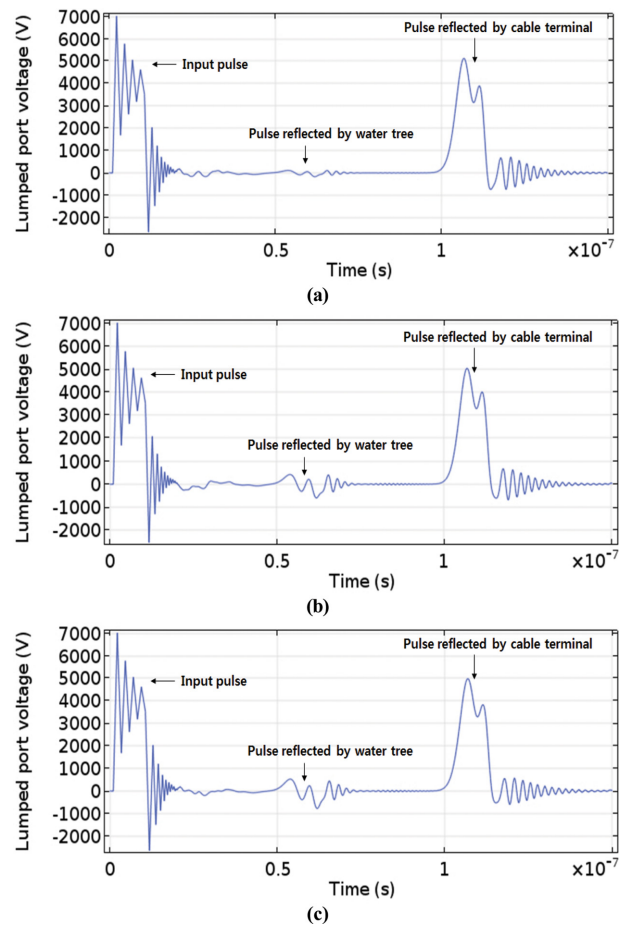 Lumped port voltage (V)
7000
6000
5000
4000
3000
2000
1000
0
-1000
-2000
Input pulse
Pulse reflected by water tree
Pulse reflected by cable terminal
0
0.5
1
×10⁻⁷
Time (s)
(a)
Lumped port voltage (V)
7000
6000
5000
4000
3000
2000
1000
0
-1000
-2000
Input pulse
Pulse reflected by water tree
Pulse reflected by cable terminal
0
0.5
1
×10⁻⁷
Time (s)
(b)
Lumped port voltage (V)
7000
6000
5000
4000
3000
2000
1000
0
-1000
-2000
Input pulse
Pulse reflected by water tree
Pulse reflected by cable terminal
0
0.5
1
×10⁻⁷
Time (s)
(c)